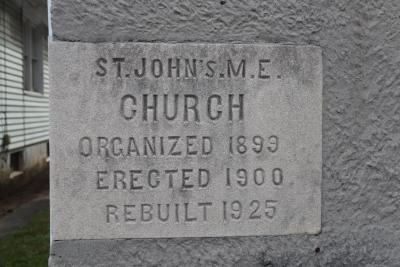 ST. JOHN'S. M. E.
CHURCH
ORGANIZED 1899
ERECTED 1900
REBUILT 1925